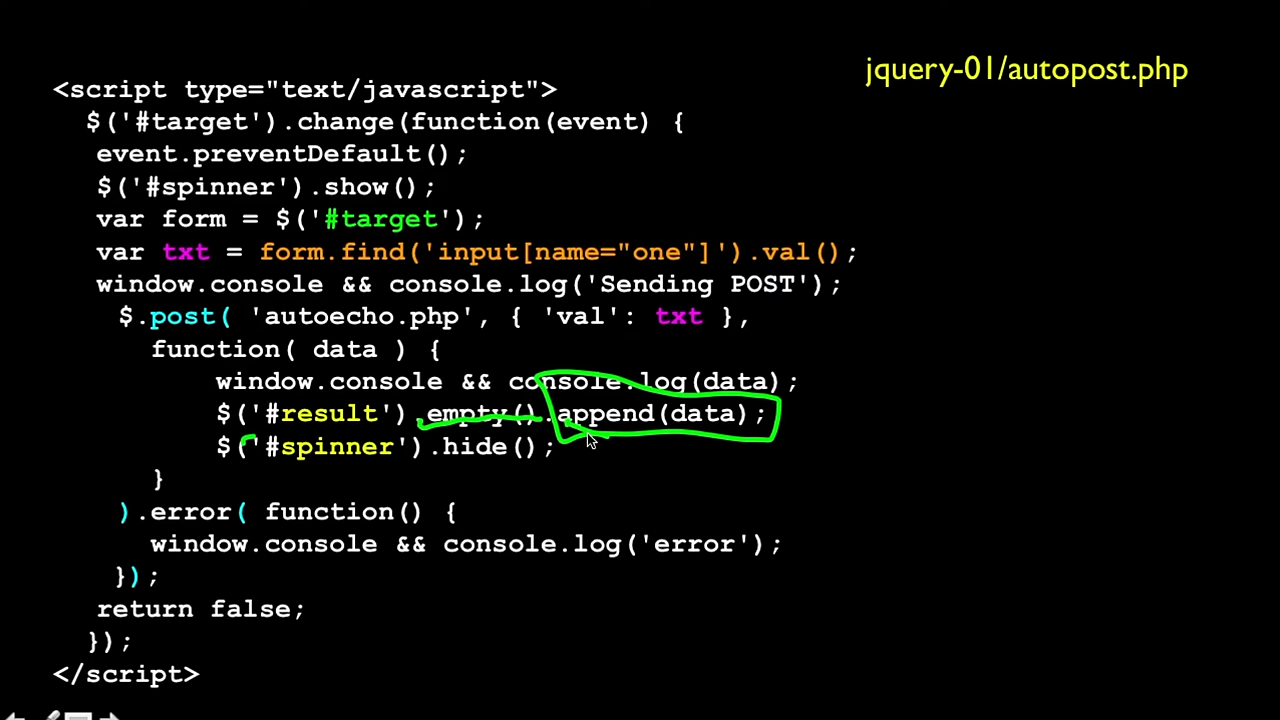 jquery-01/autopost.php
<script type="text/javascript">
$('#target').change(function(event) {
event.preventDefault();
$('#spinner').show();
var form = $('#target');
var txt = form.find('input[name="one"]').val();
window.console && console.log('Sending POST');
$.post( 'autoecho.php', { 'val': txt },
function( data ) {
window.console && console.log(data);
$('#result').empty().append(data);
$('#spinner').hide();
}
).error( function() {
window.console && console.log('error');
});
return false;
});
</script>